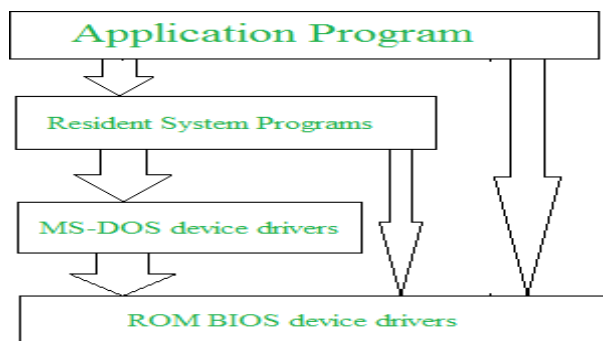 Application Program
Resident System Programs
MS-DOS device drivers
ROM BIOS device drivers